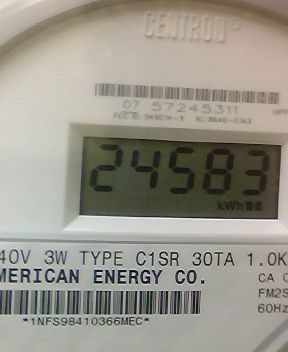 CENTRON®
07 57245311
24583
kWh
40V 3W TYPE C1SR 30TA 1.0K
MERICAN ENERGY CO.
CA
FM2S
60Hz
*1NFS98410366MEC*